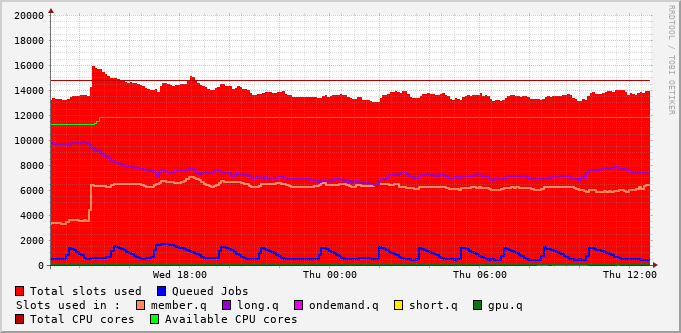 20000
18000
16000
14000
12000
10000
8000
6000
4000
2000
0
Wed 18:00 Thu 00:00 Thu 06:00 Thu 12:00
RRDTOOL / TOBI OETIKER
Total slots used Queued Jobs
Slots used in : member.q long.q ondemand.q short.q gpu.q
Total CPU cores Available CPU cores